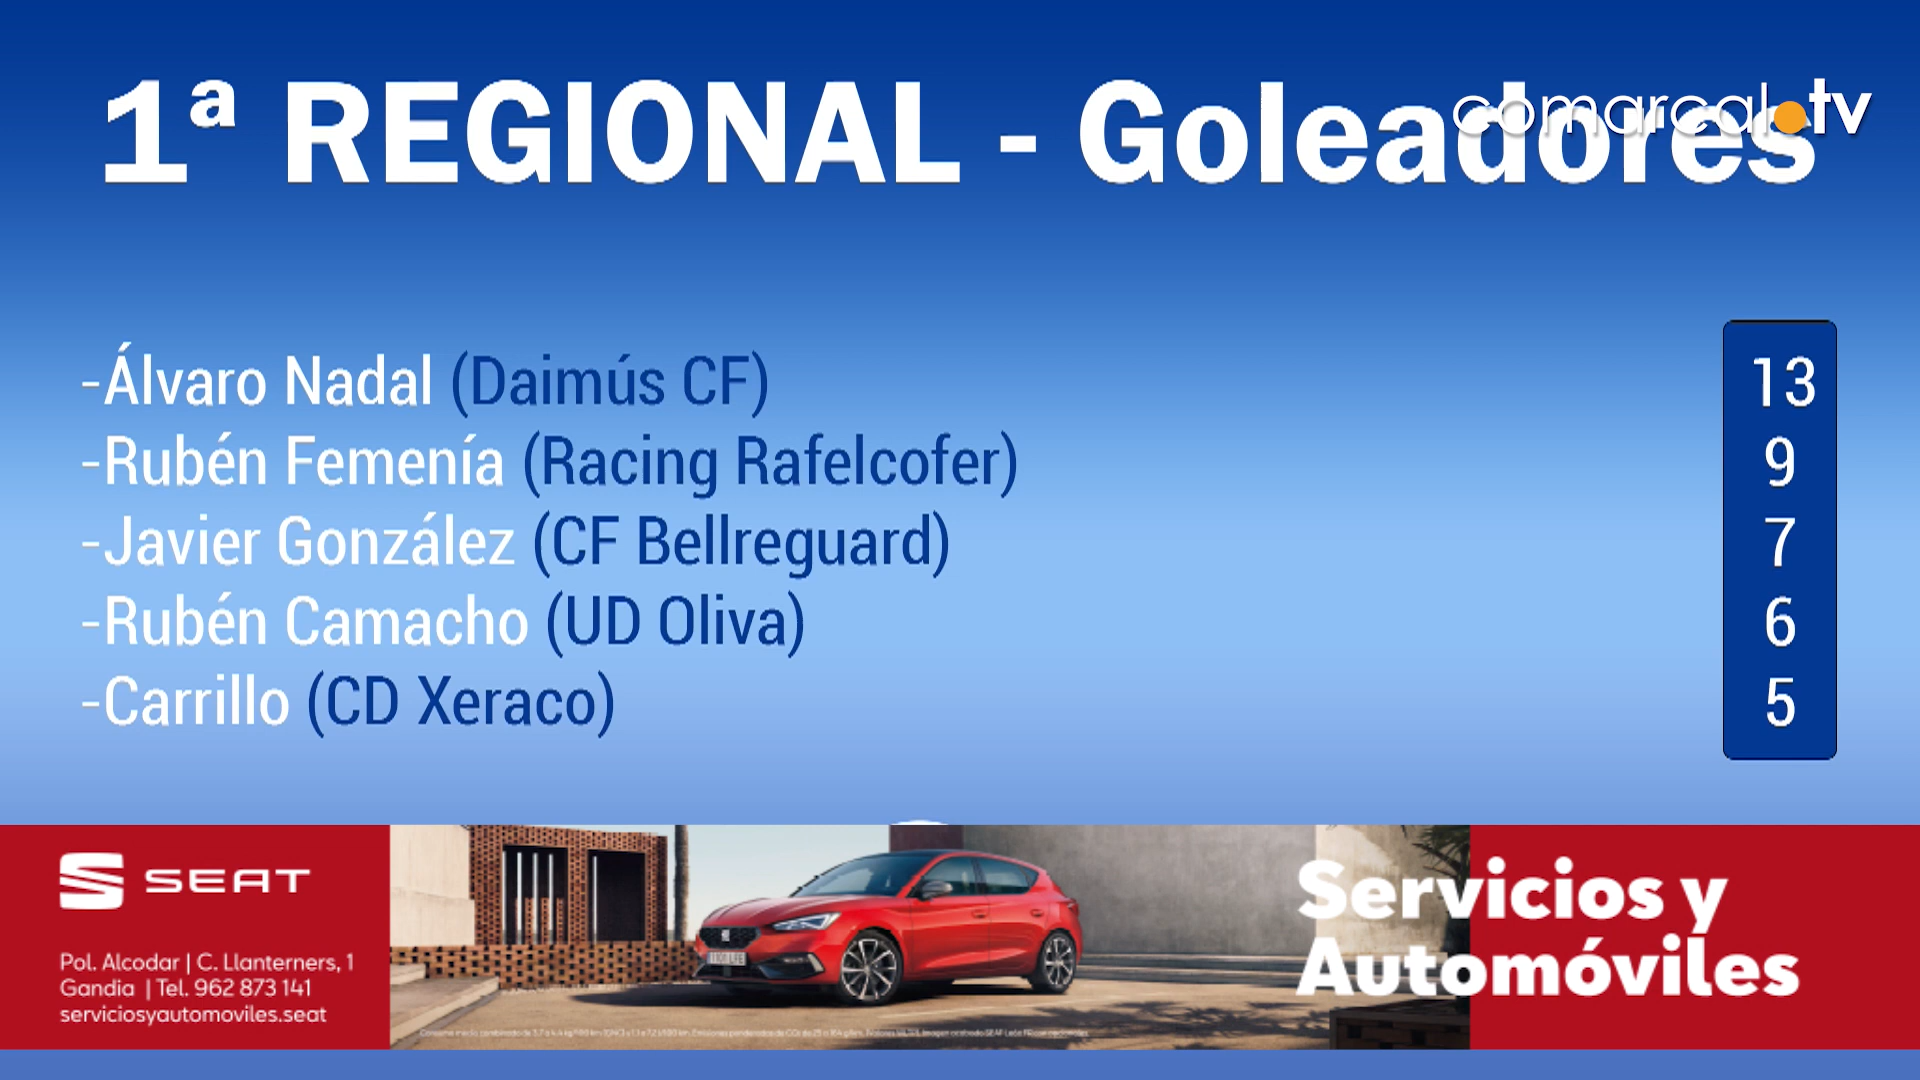 1ª REGIONAL - Goleadores
comarcal.tv
-Álvaro Nadal (Daimús CF) 13
-Rubén Femenía (Racing Rafelcofer) 9
-Javier González (CF Bellreguard) 7
-Rubén Camacho (UD Oliva) 6
-Carrillo (CD Xeraco) 5
SEAT
Pol. Alcodar | C. Llanterners, 1
Gandia | Tel. 962 873 141
serviciosyautomoviles.seat
Servicios y
Automóviles